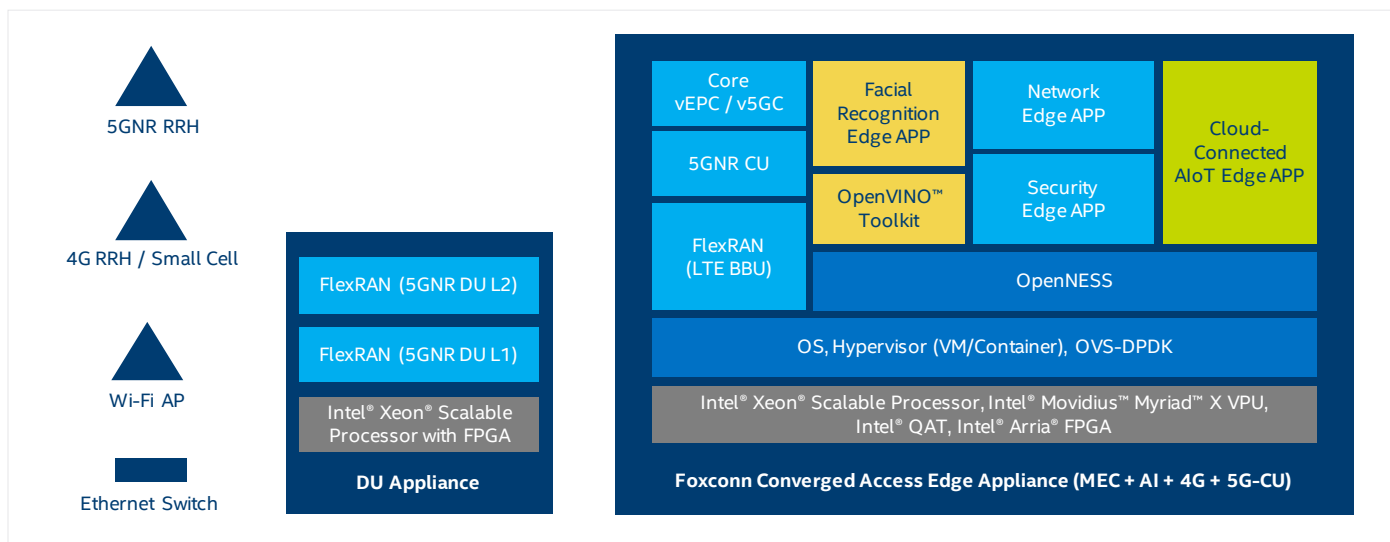 5GNR RRH
4G RRH / Small Cell
Wi-Fi AP
Ethernet Switch
FlexRAN (5GNR DU L2)
FlexRAN (5GNR DU L1)
Intel® Xeon® Scalable
Processor with FPGA
DU Appliance
Core
vEPC / v5GC
5GNR CU
FlexRAN
(LTE BBU)
Facial
Recognition
Edge APP
OpenVINO™
Toolkit
Network
Edge APP
Security
Edge APP
Cloud-
Connected
AIoT Edge APP
OpenNESS
OS, Hypervisor (VM/Container), OVS-DPDK
Intel® Xeon® Scalable Processor, Intel® Movidius™ Myriad™ X VPU,
Intel® QAT, Intel® Arria® FPGA
Foxconn Converged Access Edge Appliance (MEC + AI + 4G + 5G-CU)